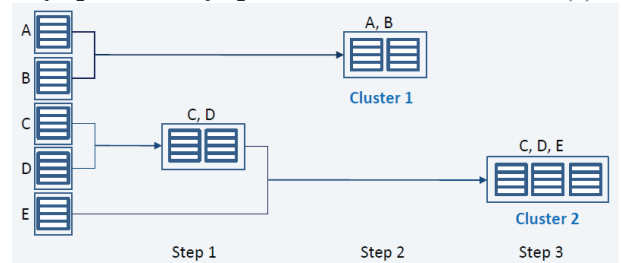 A
B
C
D
E
A, B
Cluster 1
C, D
C, D, E
Cluster 2
Step 1
Step 2
Step 3